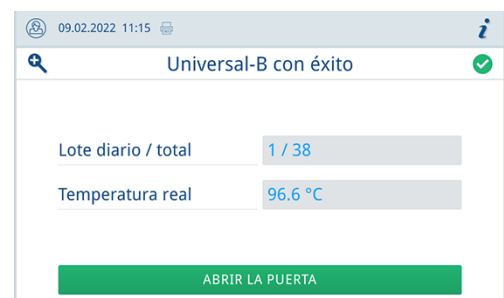 09.02.2022 11:15
i
Universal-B con éxito
Lote diario / total 1 / 38
Temperatura real 96.6 °C
ABRIR LA PUERTA